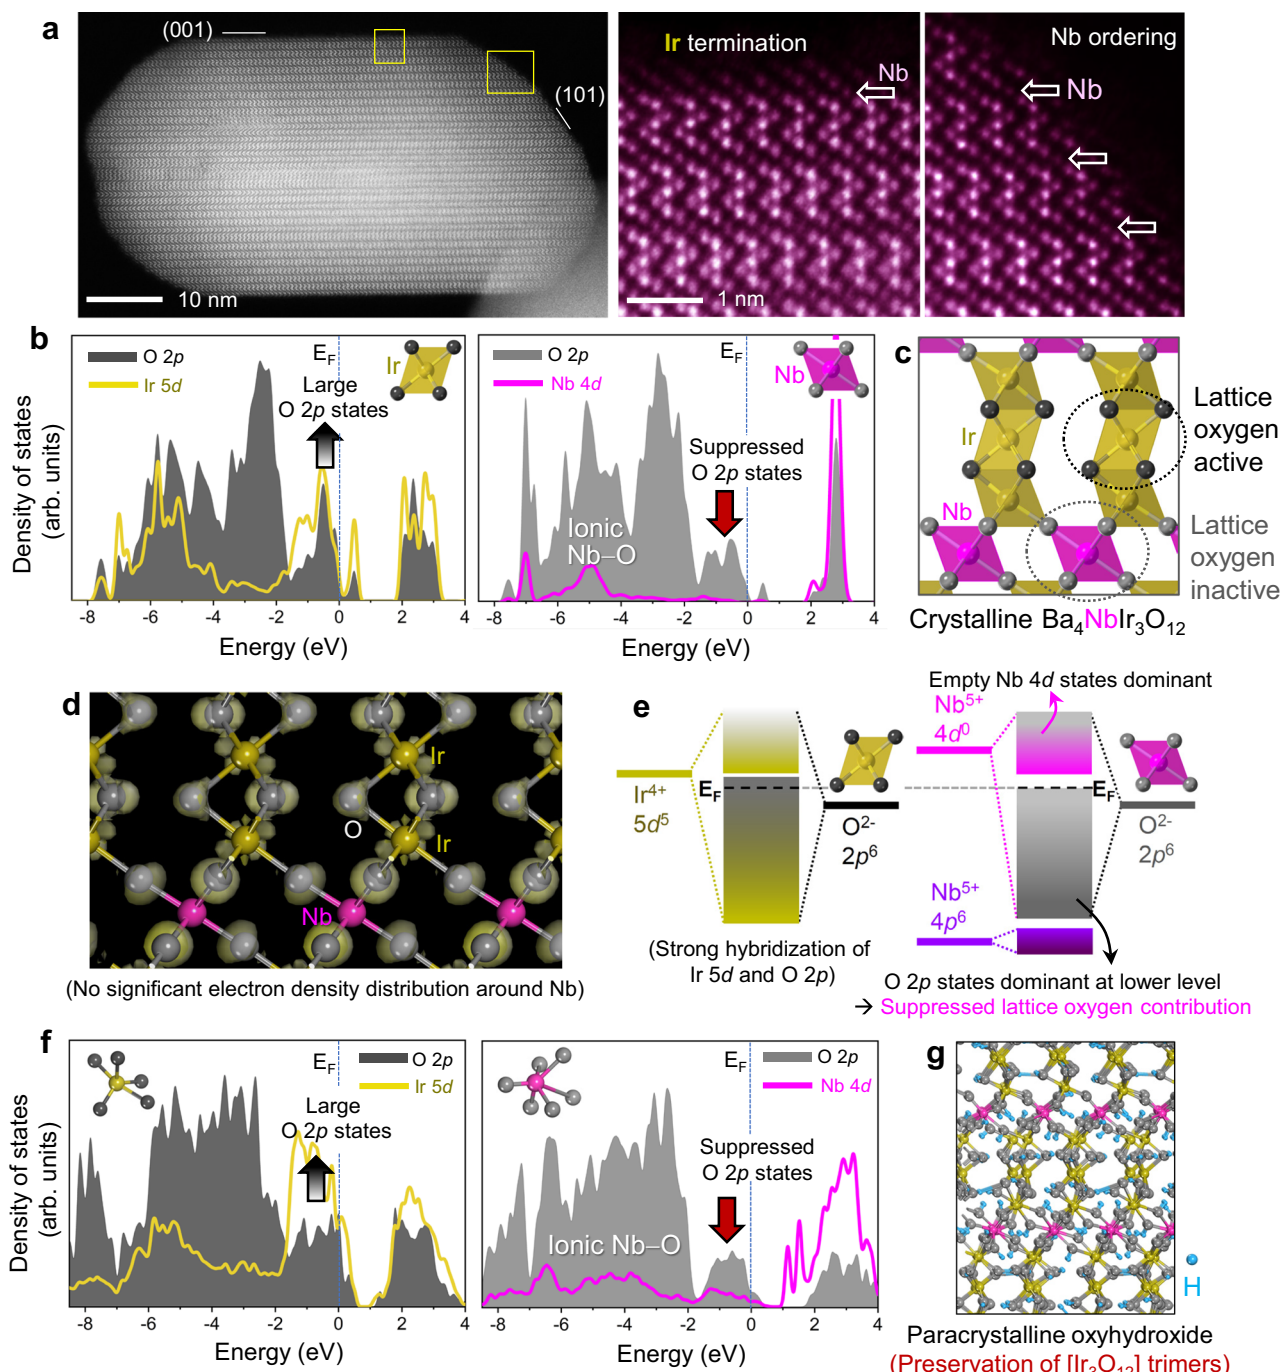 a
(001)
(101)
10 nm
Ir termination
Nb
1 nm
Nb ordering
Nb
b
Density of states
(arb. units)
O 2p
Ir 5d
E_F
Large
O 2p states
Ir
-8 -6 -4 -2 0 2 4
Energy (eV)
O 2p
Nb 4d
E_F
Nb
Suppressed
O 2p states
Ionic
Nb–O
-8 -6 -4 -2 0 2 4
Energy (eV)
c
Ir
Nb
Lattice
oxygen
active
Lattice
oxygen
inactive
Crystalline Ba₄NbIr₃O₁₂
d
Ir
O
Ir
Nb
(No significant electron density distribution around Nb)
e
Ir⁴⁺
5d⁵
E_F
O²⁻
2p⁶
(Strong hybridization of
Ir 5d and O 2p)
Empty Nb 4d states dominant
Nb⁵⁺
4d⁰
E_F
O²⁻
2p⁶
Nb⁵⁺
4p⁶
O 2p states dominant at lower level
→ Suppressed lattice oxygen contribution
f
Density of states
(arb. units)
E_F
O 2p
Ir 5d
Large
O 2p states
-8 -6 -4 -2 0 2 4
Energy (eV)
E_F
O 2p
Nb 4d
Suppressed
O 2p states
Ionic Nb–O
-8 -6 -4 -2 0 2 4
Energy (eV)
g
H
Paracrystalline oxyhydroxide
(Preservation of [Ir₃O₁₂] trimers)